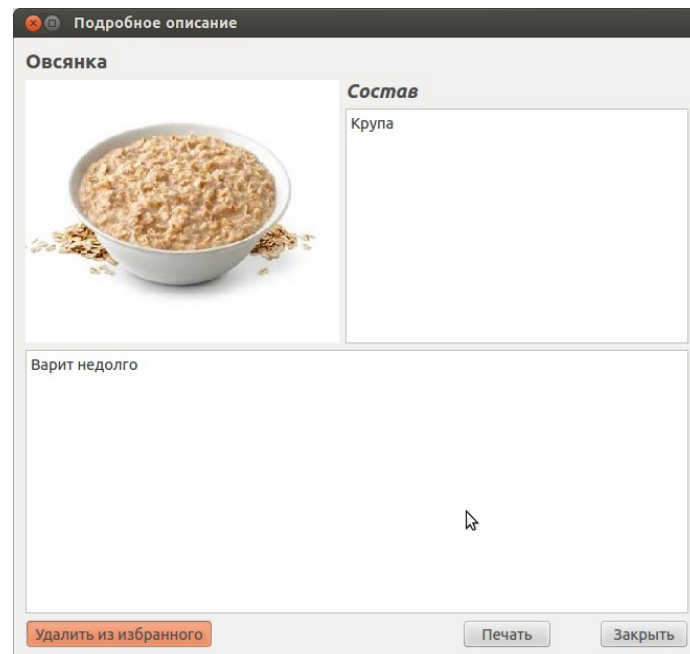 Подробное описание
Овсянка
Состав
Крупа
Варит недолго
Удалить из избранного
Печать
Закрыть